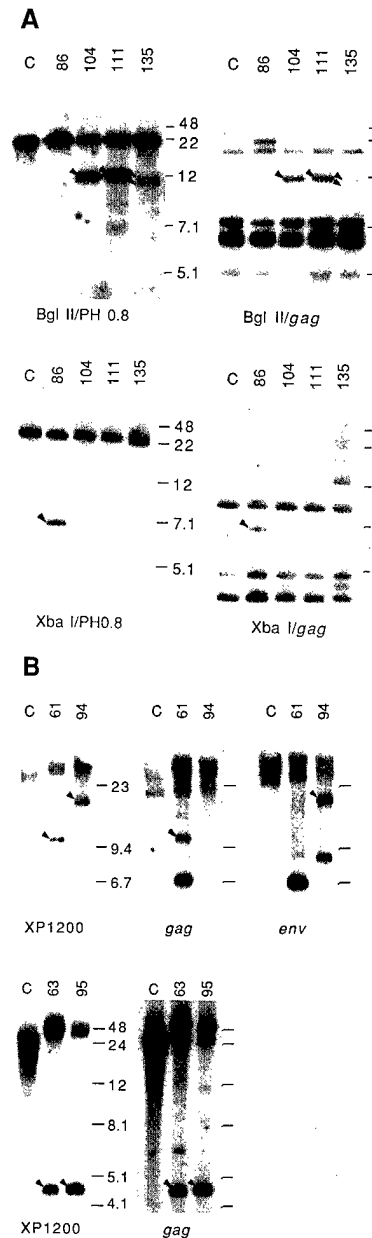 A
C 86 104 111 135
48
22
12
7.1
5.1
Bgl II/PH 0.8
C 86 104 111 135
Bgl II/gag
C 86 104 111 135
48
22
12
7.1
5.1
Xba I/PH0.8
C 86 104 111 135
Xba I/gag
B
C 61 94
23
9.4
6.7
XP1200
C 61 94
gag
C 61 94
env
C 63 95
48
24
12
8.1
5.1
4.1
XP1200
C 63 95
gag